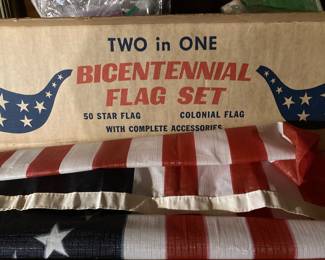 TWO in ONE
BICENTENNIAL
FLAG SET
50 STAR FLAG COLONIAL FLAG
WITH COMPLETE ACCESSORIES